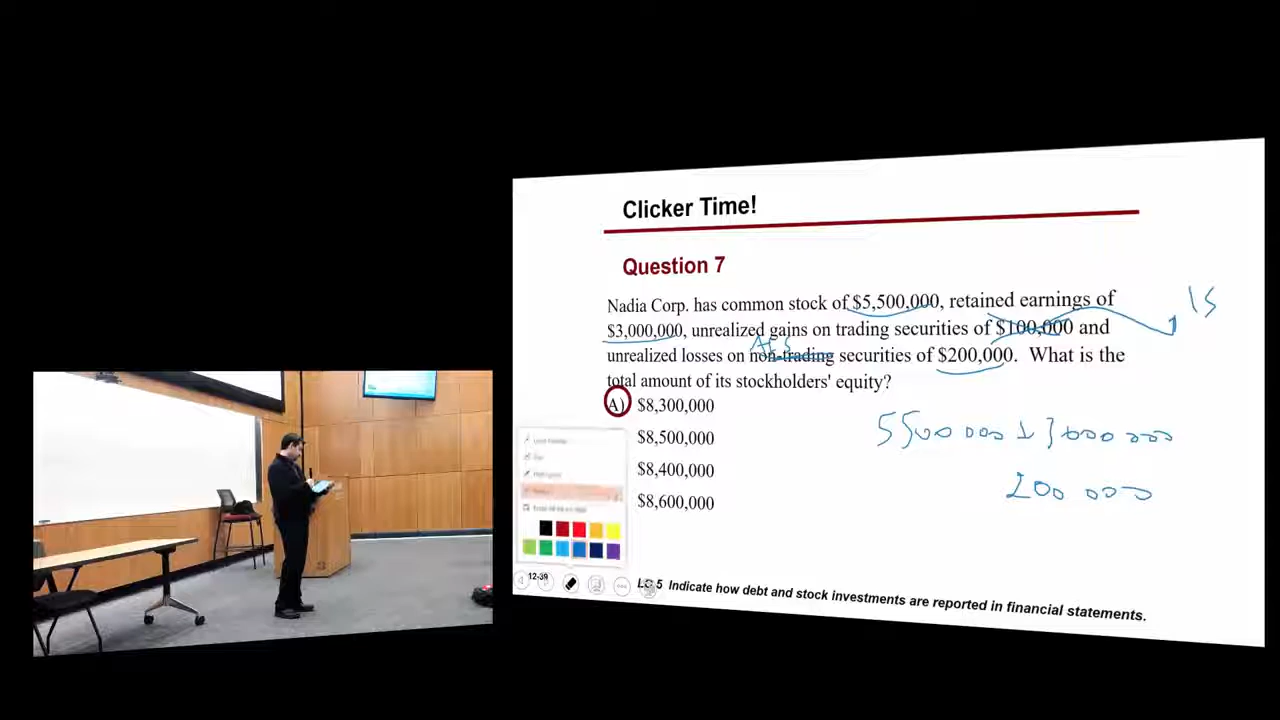 Clicker Time!
Question 7
Nadia Corp. has common stock of $5,500,000, retained earnings of
$3,000,000, unrealized gains on trading securities of $100,000 and
unrealized losses on non-trading securities of $200,000. What is the
total amount of its stockholders' equity?
IS
AFS
A) $8,300,000
$8,500,000
$8,400,000
$8,600,000
5500 000 + 3000 000
200 000
12-39
LO 5 Indicate how debt and stock investments are reported in financial statements.